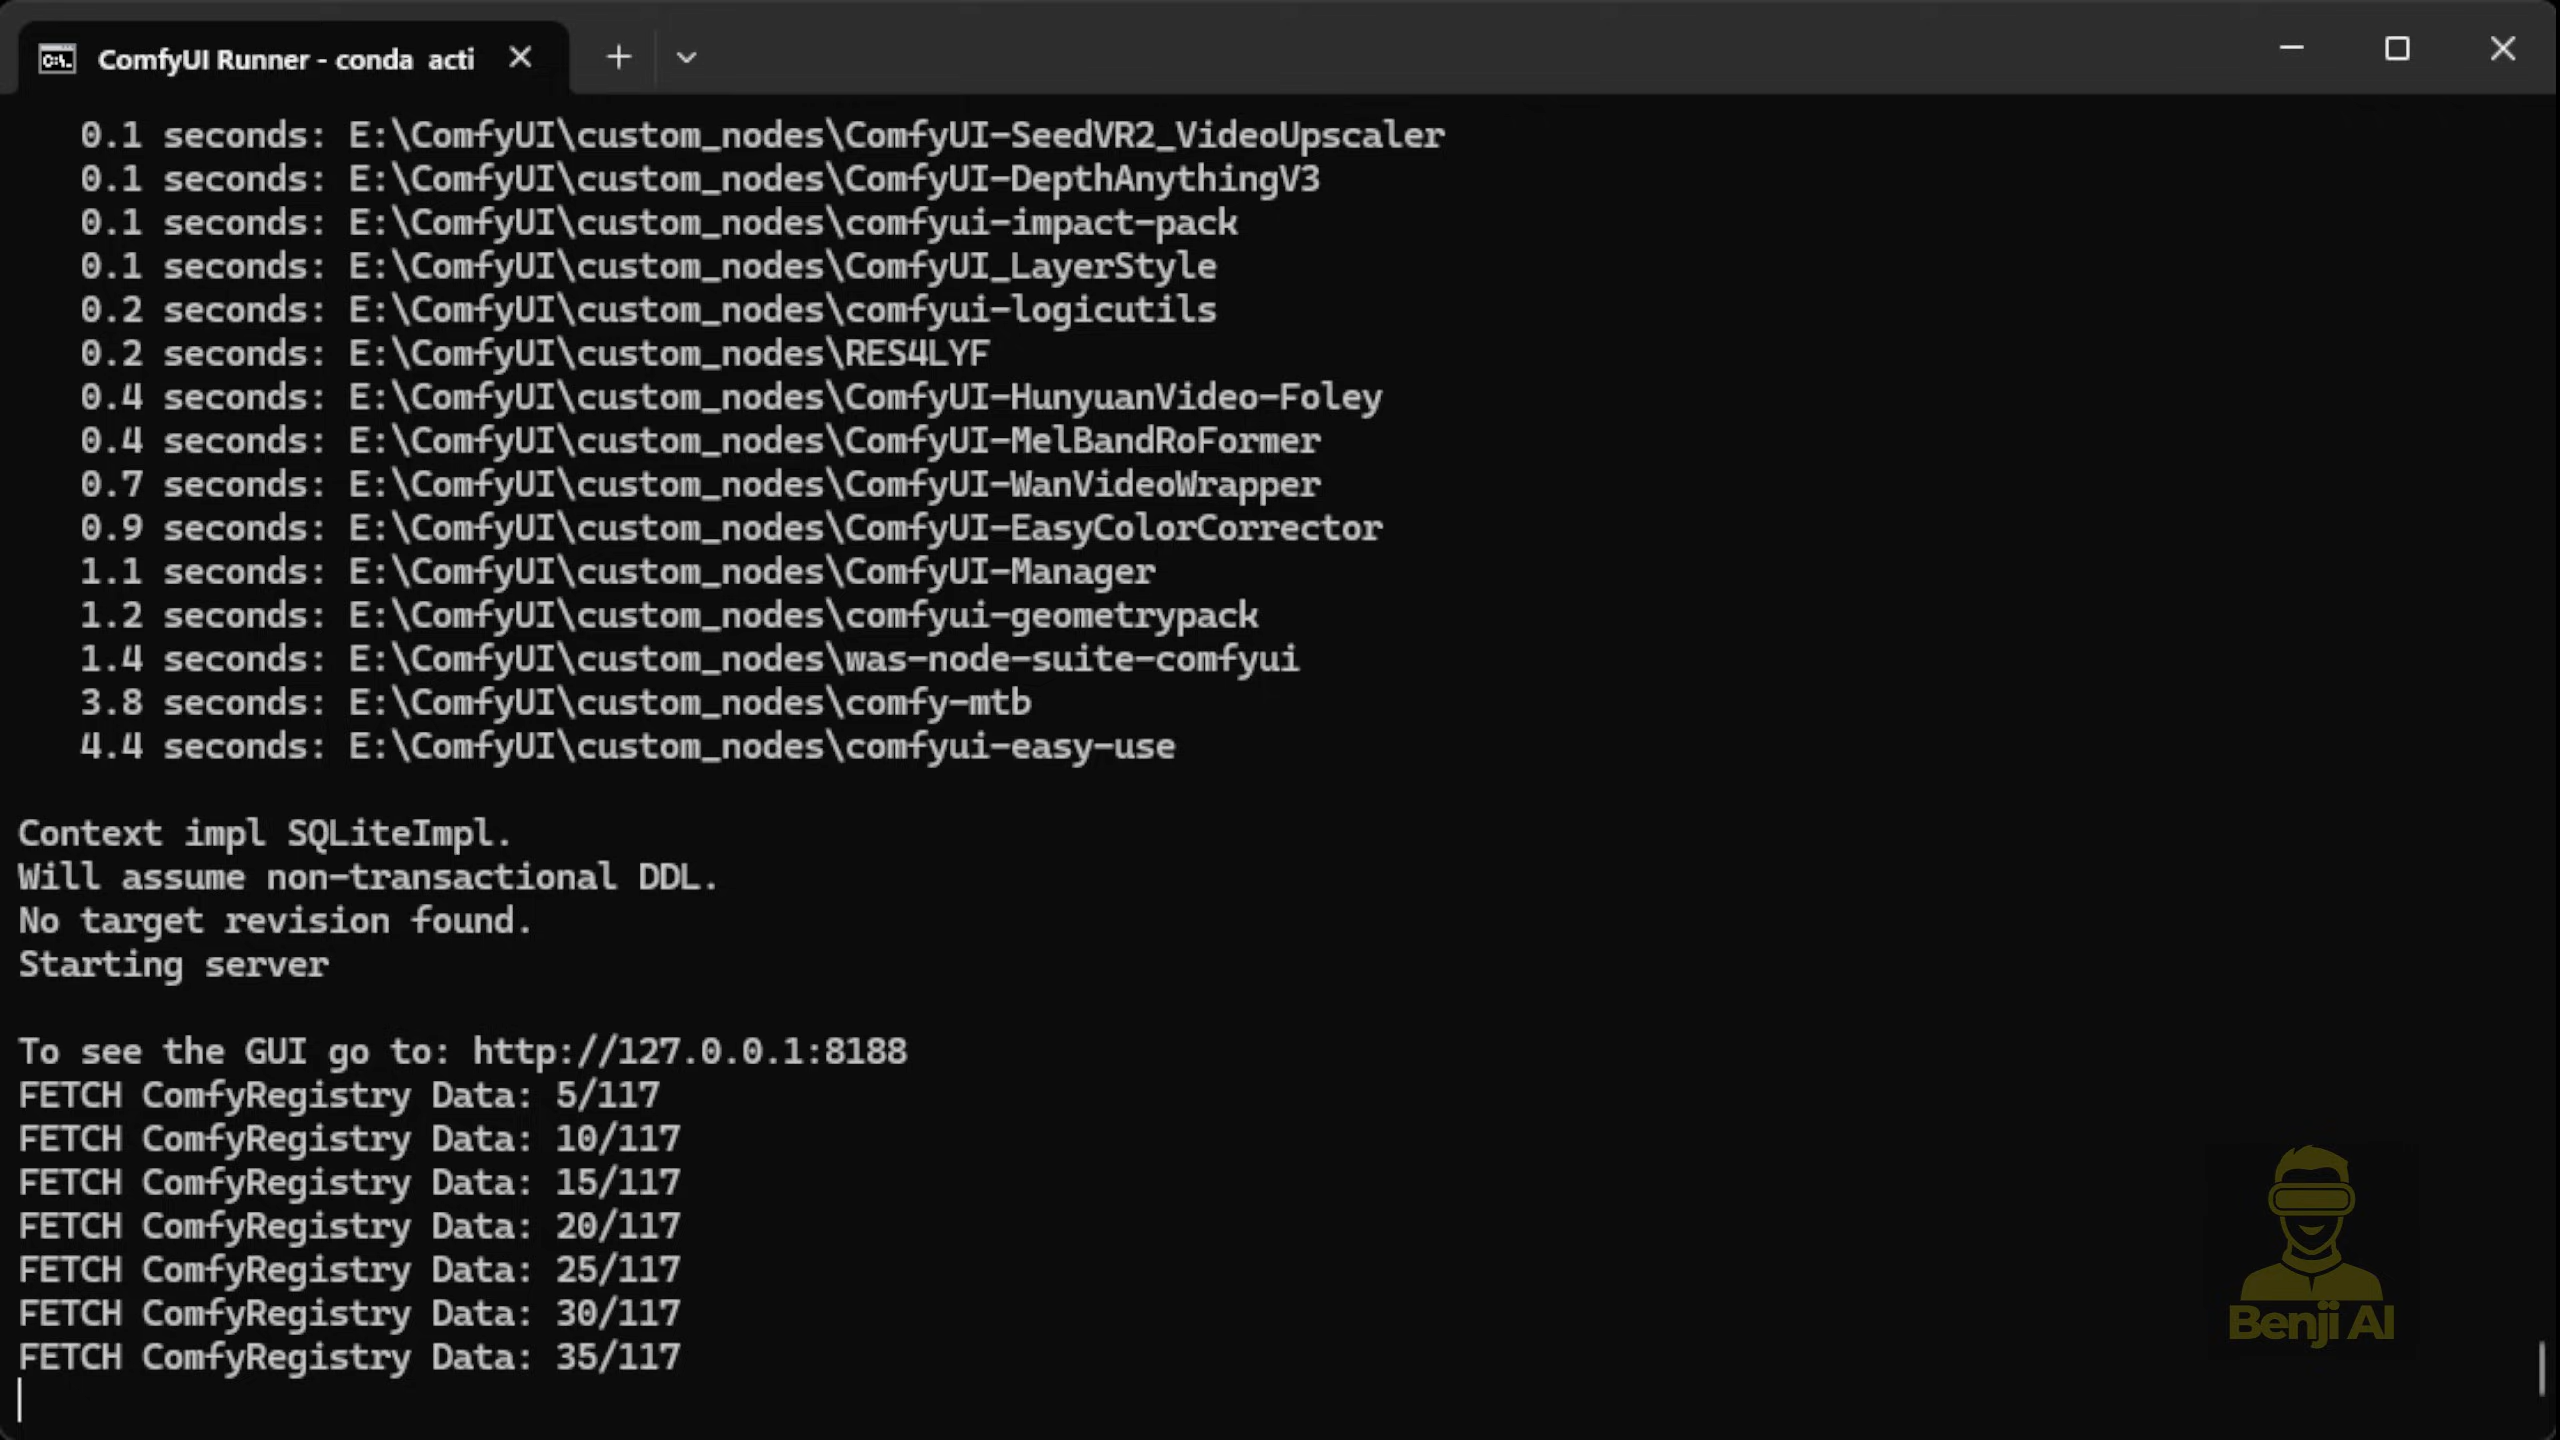 ComfyUI Runner - conda acti
0.1 seconds: E:\ComfyUI\custom_nodes\ComfyUI-SeedVR2_VideoUpscaler
0.1 seconds: E:\ComfyUI\custom_nodes\ComfyUI-DepthAnythingV3
0.1 seconds: E:\ComfyUI\custom_nodes\comfyui-impact-pack
0.1 seconds: E:\ComfyUI\custom_nodes\ComfyUI_LayerStyle
0.2 seconds: E:\ComfyUI\custom_nodes\comfyui-logicutils
0.2 seconds: E:\ComfyUI\custom_nodes\RES4LYF
0.4 seconds: E:\ComfyUI\custom_nodes\ComfyUI-HunyuanVideo-Foley
0.4 seconds: E:\ComfyUI\custom_nodes\ComfyUI-MelBandRoFormer
0.7 seconds: E:\ComfyUI\custom_nodes\ComfyUI-WanVideoWrapper
0.9 seconds: E:\ComfyUI\custom_nodes\ComfyUI-EasyColorCorrector
1.1 seconds: E:\ComfyUI\custom_nodes\ComfyUI-Manager
1.2 seconds: E:\ComfyUI\custom_nodes\comfyui-geometrypack
1.4 seconds: E:\ComfyUI\custom_nodes\was-node-suite-comfyui
3.8 seconds: E:\ComfyUI\custom_nodes\comfy-mtb
4.4 seconds: E:\ComfyUI\custom_nodes\comfyui-easy-use
Context impl SQLiteImpl.
Will assume non-transactional DDL.
No target revision found.
Starting server
To see the GUI go to: http://127.0.0.1:8188
FETCH ComfyRegistry Data: 5/117
FETCH ComfyRegistry Data: 10/117
FETCH ComfyRegistry Data: 15/117
FETCH ComfyRegistry Data: 20/117
FETCH ComfyRegistry Data: 25/117
FETCH ComfyRegistry Data: 30/117
FETCH ComfyRegistry Data: 35/117
Benji AI